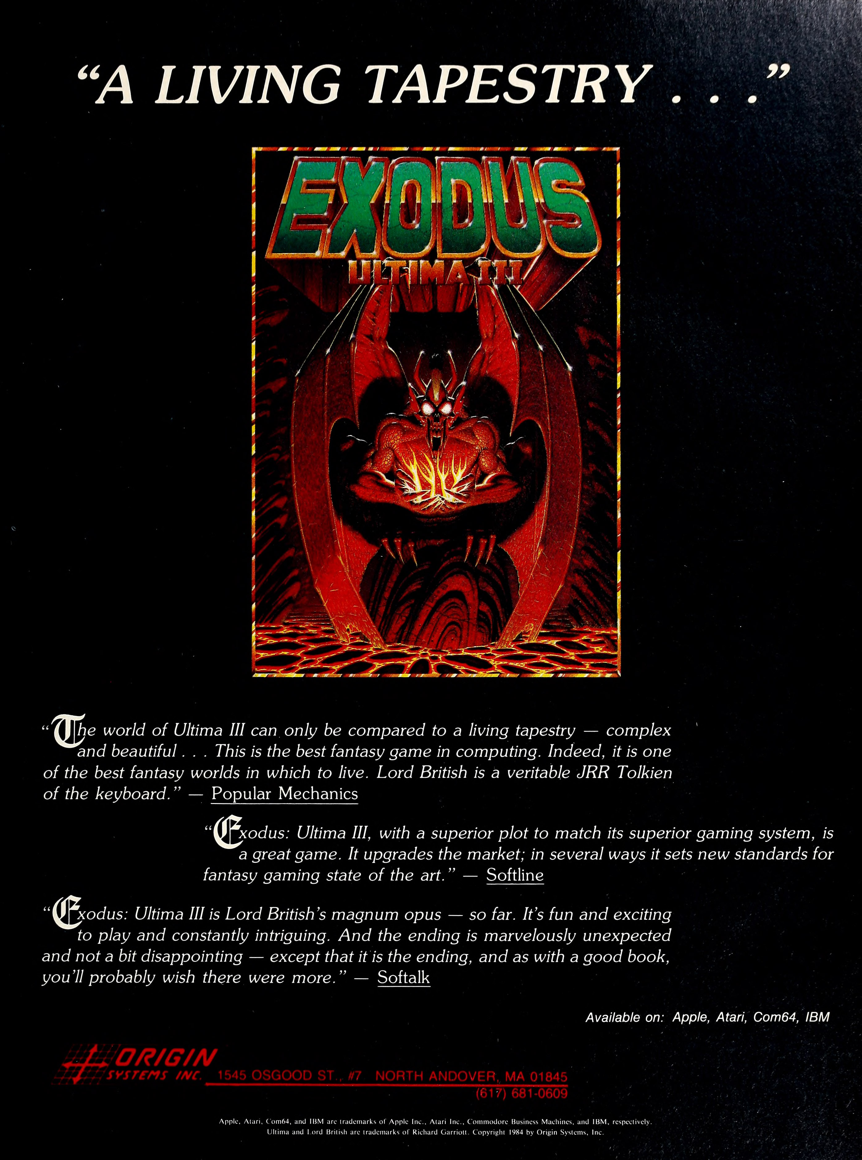 “A LIVING TAPESTRY . . .”
EXODUS
ULTIMA III
“The world of Ultima III can only be compared to a living tapestry — complex
and beautiful . . . This is the best fantasy game in computing. Indeed, it is one
of the best fantasy worlds in which to live. Lord British is a veritable JRR Tolkien
of the keyboard.” — Popular Mechanics
“Exodus: Ultima III, with a superior plot to match its superior gaming system, is
a great game. It upgrades the market; in several ways it sets new standards for
fantasy gaming state of the art.” — Softline
“Exodus: Ultima III is Lord British’s magnum opus — so far. It’s fun and exciting
to play and constantly intriguing. And the ending is marvelously unexpected
and not a bit disappointing — except that it is the ending, and as with a good book,
you’ll probably wish there were more.” — Softalk
Available on: Apple, Atari, Com64, IBM
ORIGIN
SYSTEMS INC. 1545 OSGOOD ST., #7 NORTH ANDOVER, MA 01845
(617) 681-0609
Apple, Atari, Com64, and IBM are trademarks of Apple Inc., Atari Inc., Commodore Business Machines, and IBM, respectively.
Ultima and Lord British are trademarks of Richard Garriott. Copyright 1984 by Origin Systems, Inc.